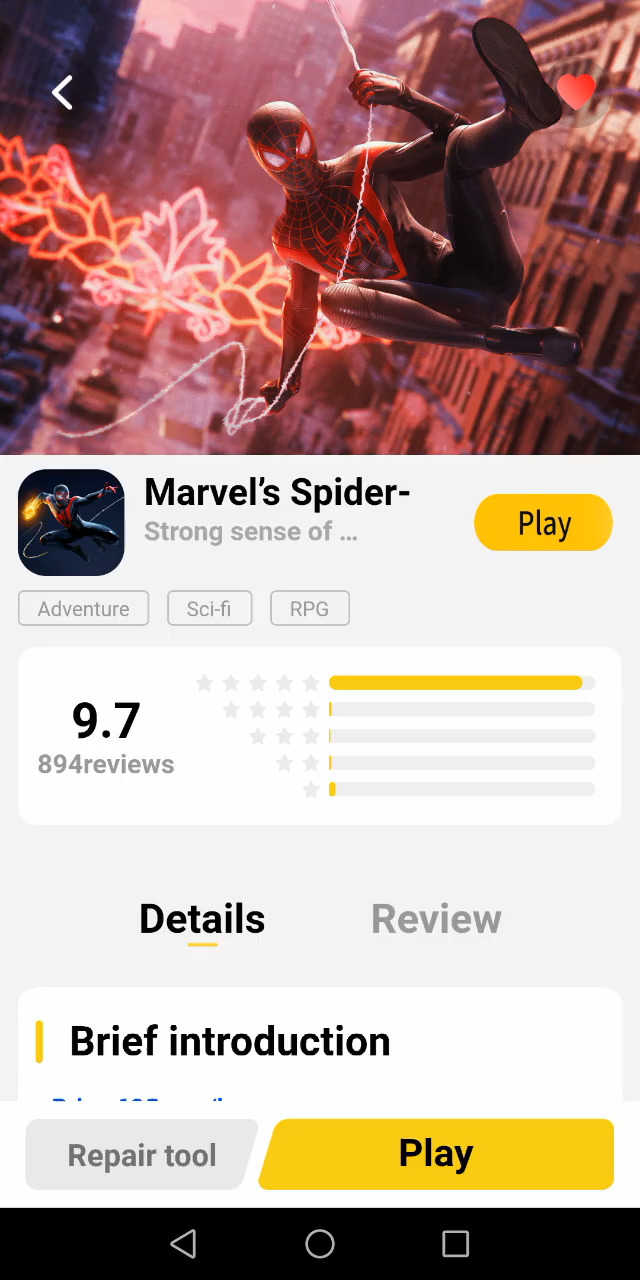 Marvel's Spider-
Play
Strong sense of ...
Adventure
Sci-fi
RPG
9.7
894reviews
Details
Review
Brief introduction
Repair tool
Play